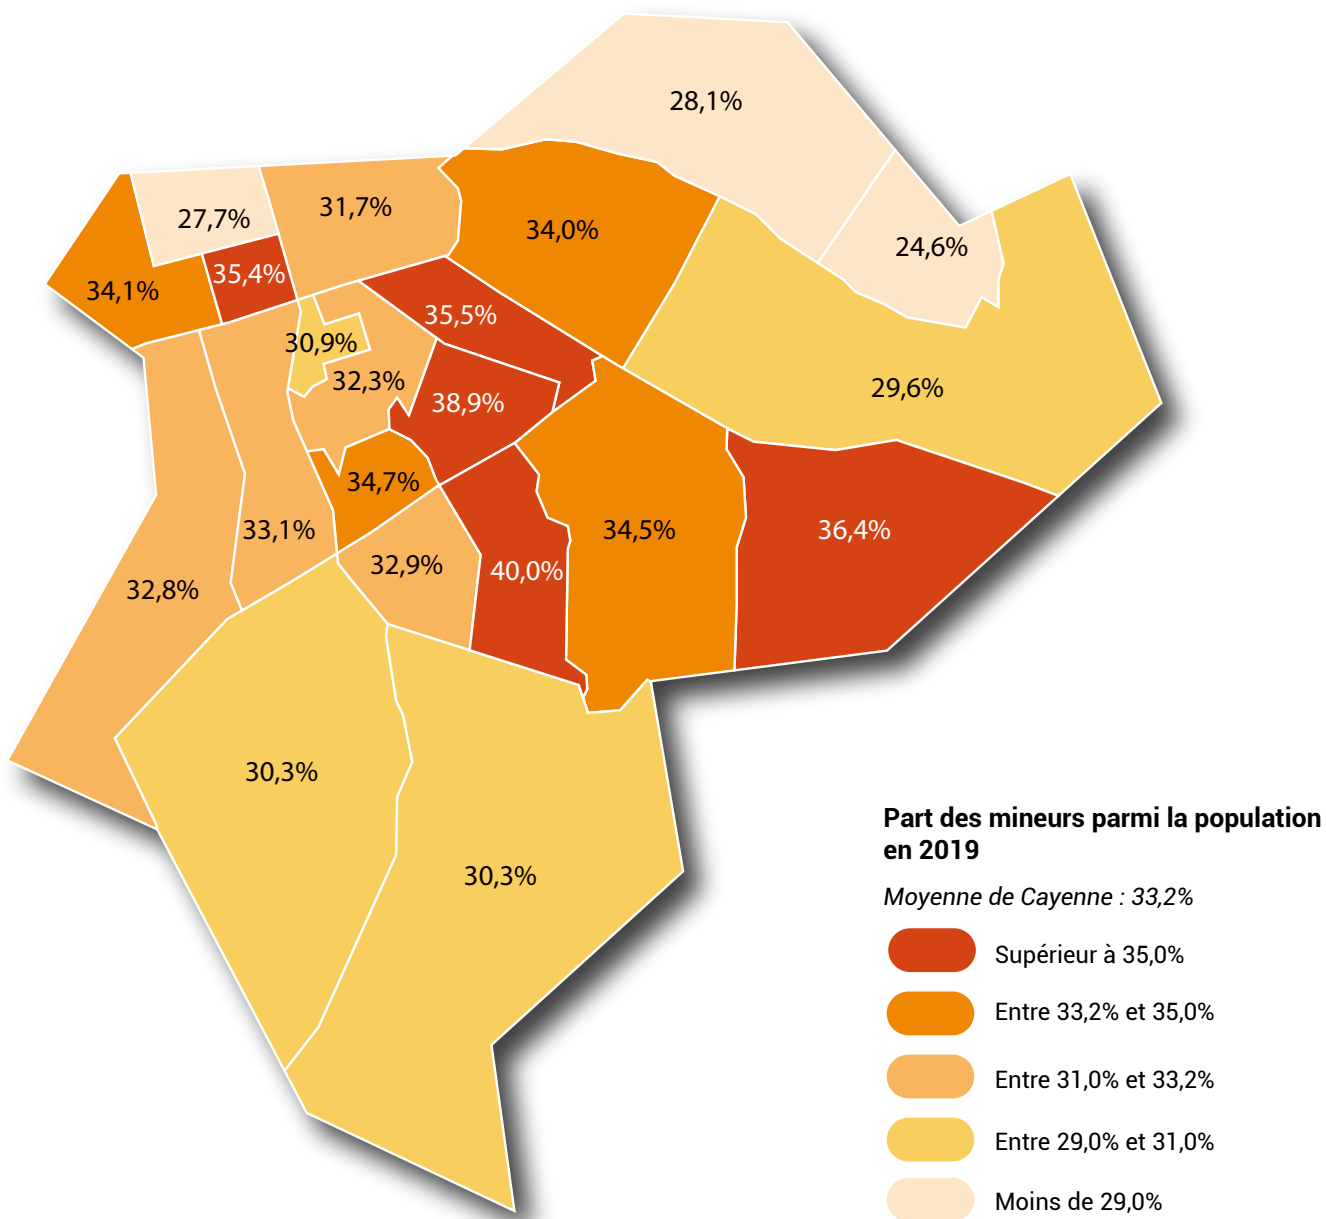 28,1%
31,7%
27,7%
34,0%
24,6%
35,4%
34,1%
35,5%
30,9%
32,3%
29,6%
38,9%
34,7%
33,1%
34,5%
36,4%
32,9%
40,0%
32,8%
30,3%
30,3%
Part des mineurs parmi la population
en 2019
Moyenne de Cayenne : 33,2%
Supérieur à 35,0%
Entre 33,2% et 35,0%
Entre 31,0% et 33,2%
Entre 29,0% et 31,0%
Moins de 29,0%